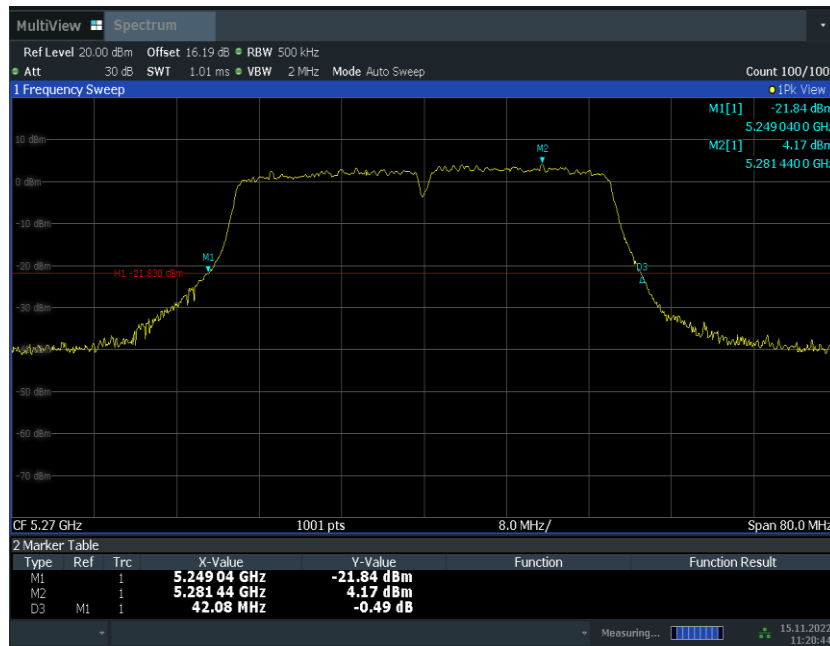 MultiView Spectrum
Ref Level 20.00 dBm Offset 16.19 dB RBW 500 kHz
Att 30 dB SWT 1.01 ms VBW 2 MHz Mode Auto Sweep Count 100/100
1 Frequency Sweep 1Pk View
M1[1] -21.84 dBm
5.249 040 0 GHz
M2[1] 4.17 dBm
5.281 440 0 GHz
10 dBm
M2
0 dBm
-10 dBm
M1
-20 dBm
D3
H1 -21.830 dBm
-30 dBm
-50 dBm
-60 dBm
-70 dBm
CF 5.27 GHz 1001 pts 8.0 MHz/ Span 80.0 MHz
2 Marker Table
Type Ref Trc X-Value Y-Value Function Function Result
M1 1 5.249 04 GHz -21.84 dBm
M2 1 5.281 44 GHz 4.17 dBm
D3 M1 1 42.08 MHz -0.49 dB
Measuring... 15.11.2022
11:20:44